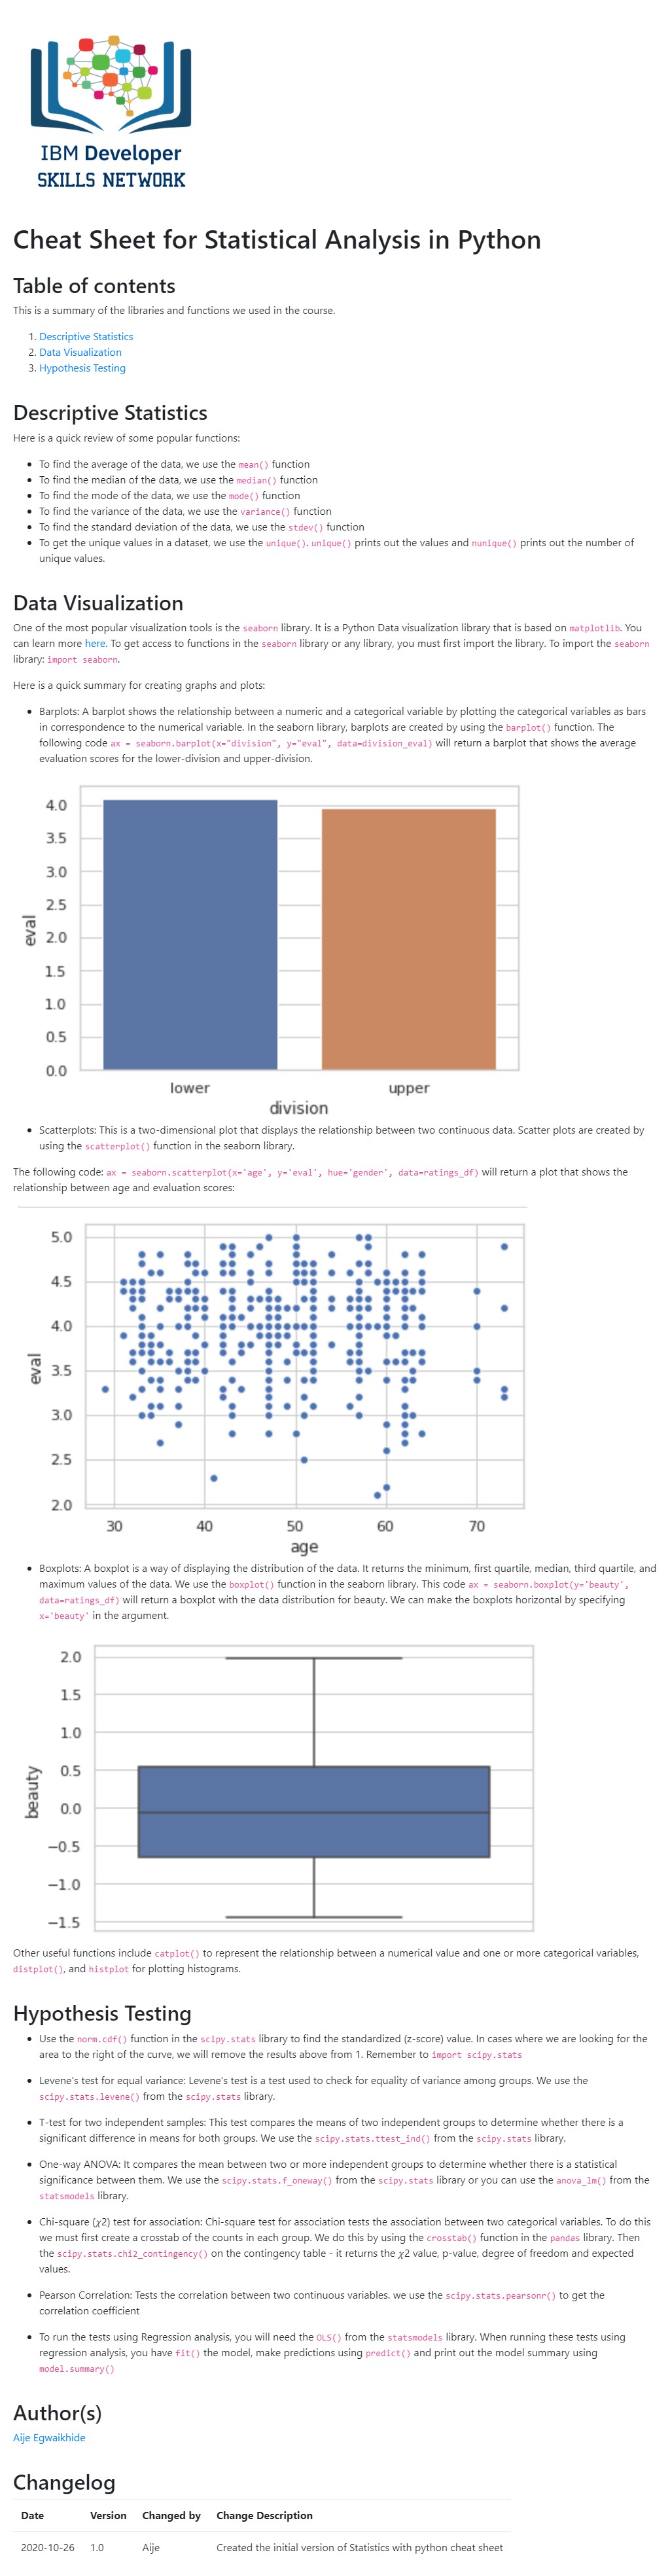 IBM Developer
SKILLS NETWORK
Cheat Sheet for Statistical Analysis in Python
Table of contents
This is a summary of the libraries and functions we used in the course.
1. Descriptive Statistics
2. Data Visualization
3. Hypothesis Testing
Descriptive Statistics
Here is a quick review of some popular functions:
• To find the average of the data, we use the mean() function
• To find the median of the data, we use the median() function
• To find the mode of the data, we use the mode() function
• To find the variance of the data, we use the variance() function
• To find the standard deviation of the data, we use the stdev() function
• To get the unique values in a dataset, we use the unique(). unique() prints out the values and nunique() prints out the number of
unique values.
Data Visualization
One of the most popular visualization tools is the seaborn library. It is a Python Data visualization library that is based on matplotlib. You
can learn more here. To get access to functions in the seaborn library or any library, you must first import the library. To import the seaborn
library: import seaborn.
Here is a quick summary for creating graphs and plots:
• Barplots: A barplot shows the relationship between a numeric and a categorical variable by plotting the categorical variables as bars
in correspondence to the numerical variable. In the seaborn library, barplots are created by using the barplot() function. The
following code ax = seaborn.barplot(x="division", y="eval", data=division_eval) will return a barplot that shows the average
evaluation scores for the lower-division and upper-division.
4.0
3.5
3.0
2.5
2.0
1.5
1.0
0.5
0.0
eval
lower upper
division
• Scatterplots: This is a two-dimensional plot that displays the relationship between two continuous data. Scatter plots are created by
using the scatterplot() function in the seaborn library.
The following code: ax = seaborn.scatterplot(x='age', y='eval', hue='gender', data=ratings_df) will return a plot that shows the
relationship between age and evaluation scores:
5.0
4.5
4.0
3.5
3.0
2.5
2.0
eval
30 40 50 60 70
age
• Boxplots: A boxplot is a way of displaying the distribution of the data. It returns the minimum, first quartile, median, third quartile, and
maximum values of the data. We use the boxplot() function in the seaborn library. This code ax = seaborn.boxplot(y='beauty',
data=ratings_df) will return a boxplot with the data distribution for beauty. We can make the boxplots horizontal by specifying
x='beauty' in the argument.
2.0
1.5
1.0
0.5
0.0
−0.5
−1.0
−1.5
beauty
Other useful functions include catplot() to represent the relationship between a numerical value and one or more categorical variables,
distplot(), and histplot for plotting histograms.
Hypothesis Testing
• Use the norm.cdf() function in the scipy.stats library to find the standardized (z-score) value. In cases where we are looking for the
area to the right of the curve, we will remove the results above from 1. Remember to import scipy.stats
• Levene's test for equal variance: Levene's test is a test used to check for equality of variance among groups. We use the
scipy.stats.levene() from the scipy.stats library.
• T-test for two independent samples: This test compares the means of two independent groups to determine whether there is a
significant difference in means for both groups. We use the scipy.stats.ttest_ind() from the scipy.stats library.
• One-way ANOVA: It compares the mean between two or more independent groups to determine whether there is a statistical
significance between them. We use the scipy.stats.f_oneway() from the scipy.stats library or you can use the anova_lm() from the
statsmodels library.
• Chi-square (χ2) test for association: Chi-square test for association tests the association between two categorical variables. To do this
we must first create a crosstab of the counts in each group. We do this by using the crosstab() function in the pandas library. Then
the scipy.stats.chi2_contingency() on the contingency table - it returns the χ2 value, p-value, degree of freedom and expected
values.
• Pearson Correlation: Tests the correlation between two continuous variables. we use the scipy.stats.pearsonr() to get the
correlation coefficient
• To run the tests using Regression analysis, you will need the OLS() from the statsmodels library. When running these tests using
regression analysis, you have fit() the model, make predictions using predict() and print out the model summary using
model.summary()
Author(s)
Aije Egwaikhide
Changelog
Date Version Changed by Change Description
2020-10-26 1.0 Aije Created the initial version of Statistics with python cheat sheet